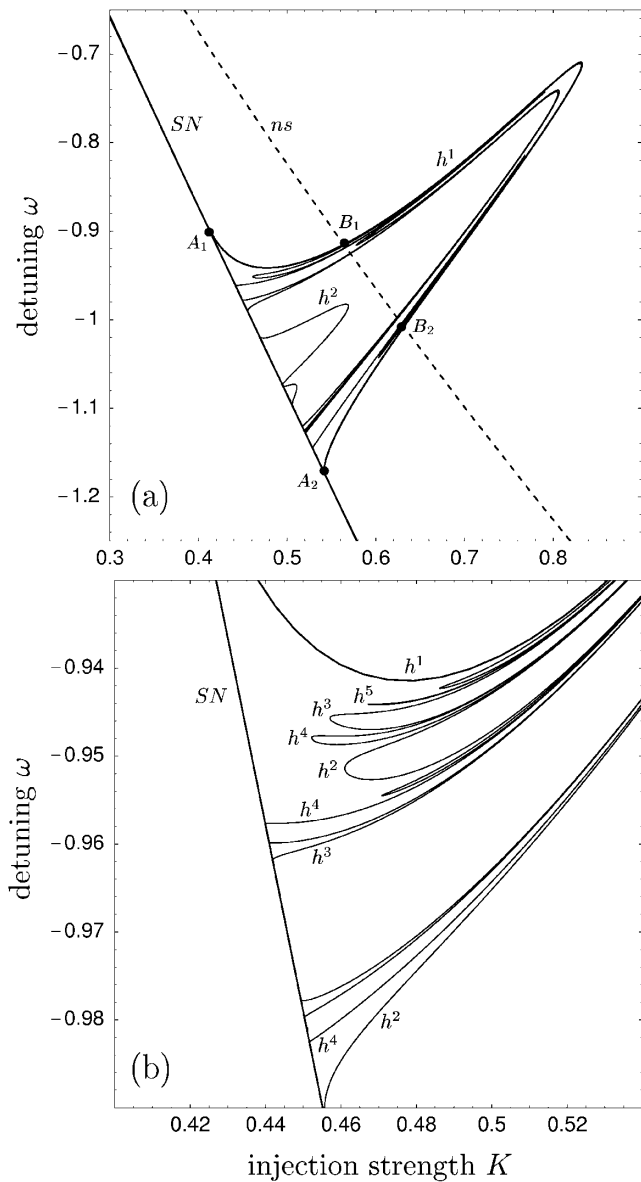 −0.7
−0.8
−0.9
−1
−1.1
−1.2
detuning ω
SN
ns
h¹
B₁
A₁
h²
B₂
A₂
(a)
0.3 0.4 0.5 0.6 0.7 0.8
−0.94
−0.95
−0.96
−0.97
−0.98
detuning ω
SN
h¹
h⁵
h³
h⁴
h²
h⁴
h³
h²
h⁴
(b)
0.42 0.44 0.46 0.48 0.5 0.52
injection strength K